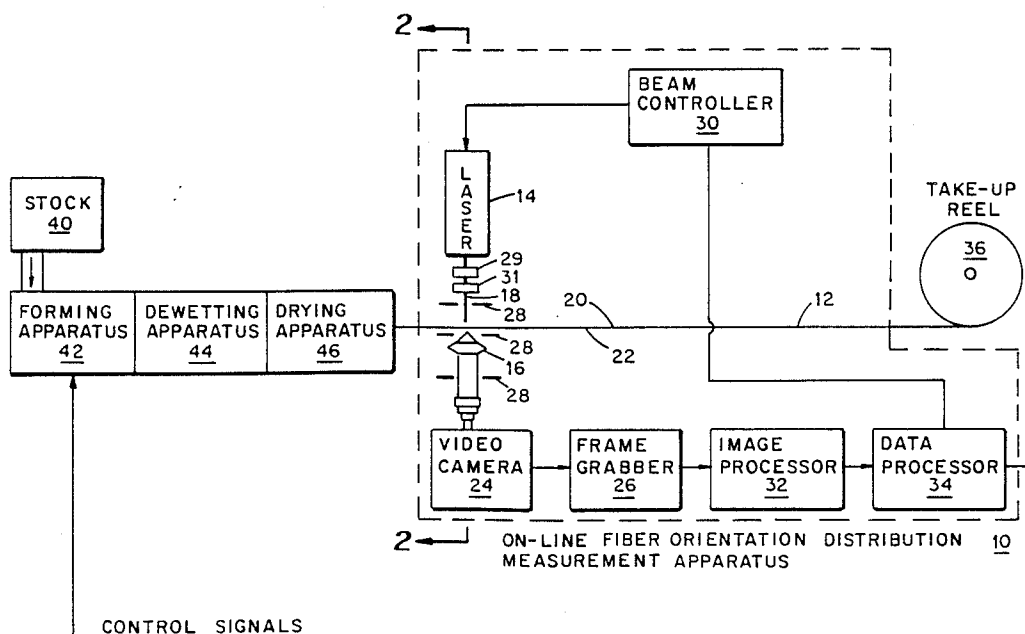 2
BEAM
CONTROLLER
30
LASER
14
STOCK
40
TAKE-UP
REEL
36
29
31
18
28
FORMING
APPARATUS
42
DEWETTING
APPARATUS
44
DRYING
APPARATUS
46
20
12
22
28
16
28
VIDEO
CAMERA
24
FRAME
GRABBER
26
IMAGE
PROCESSOR
32
DATA
PROCESSOR
34
2
ON-LINE FIBER ORIENTATION DISTRIBUTION 10
MEASUREMENT APPARATUS
CONTROL SIGNALS